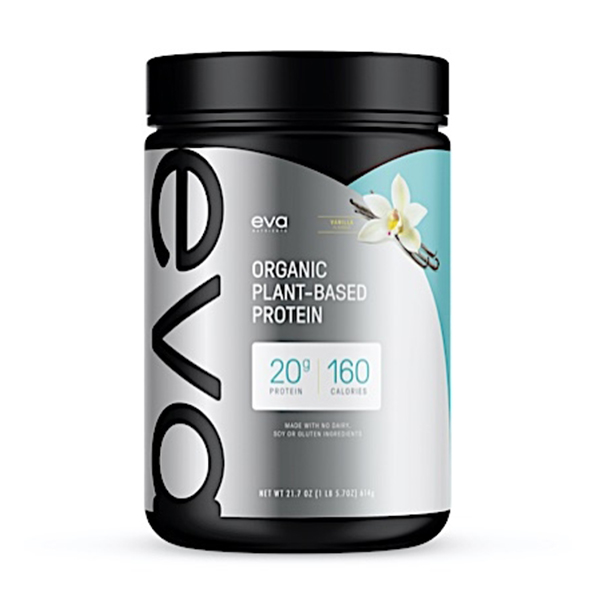 eva
eva
NUTRIENTS
VANILLA
ORGANIC
PLANT-BASED
PROTEIN
20g
PROTEIN
160
CALORIES
MADE WITH NO DAIRY,
SOY OR GLUTEN INGREDIENTS
NET WT 21.7 OZ (1 LB 5.7OZ) 614g